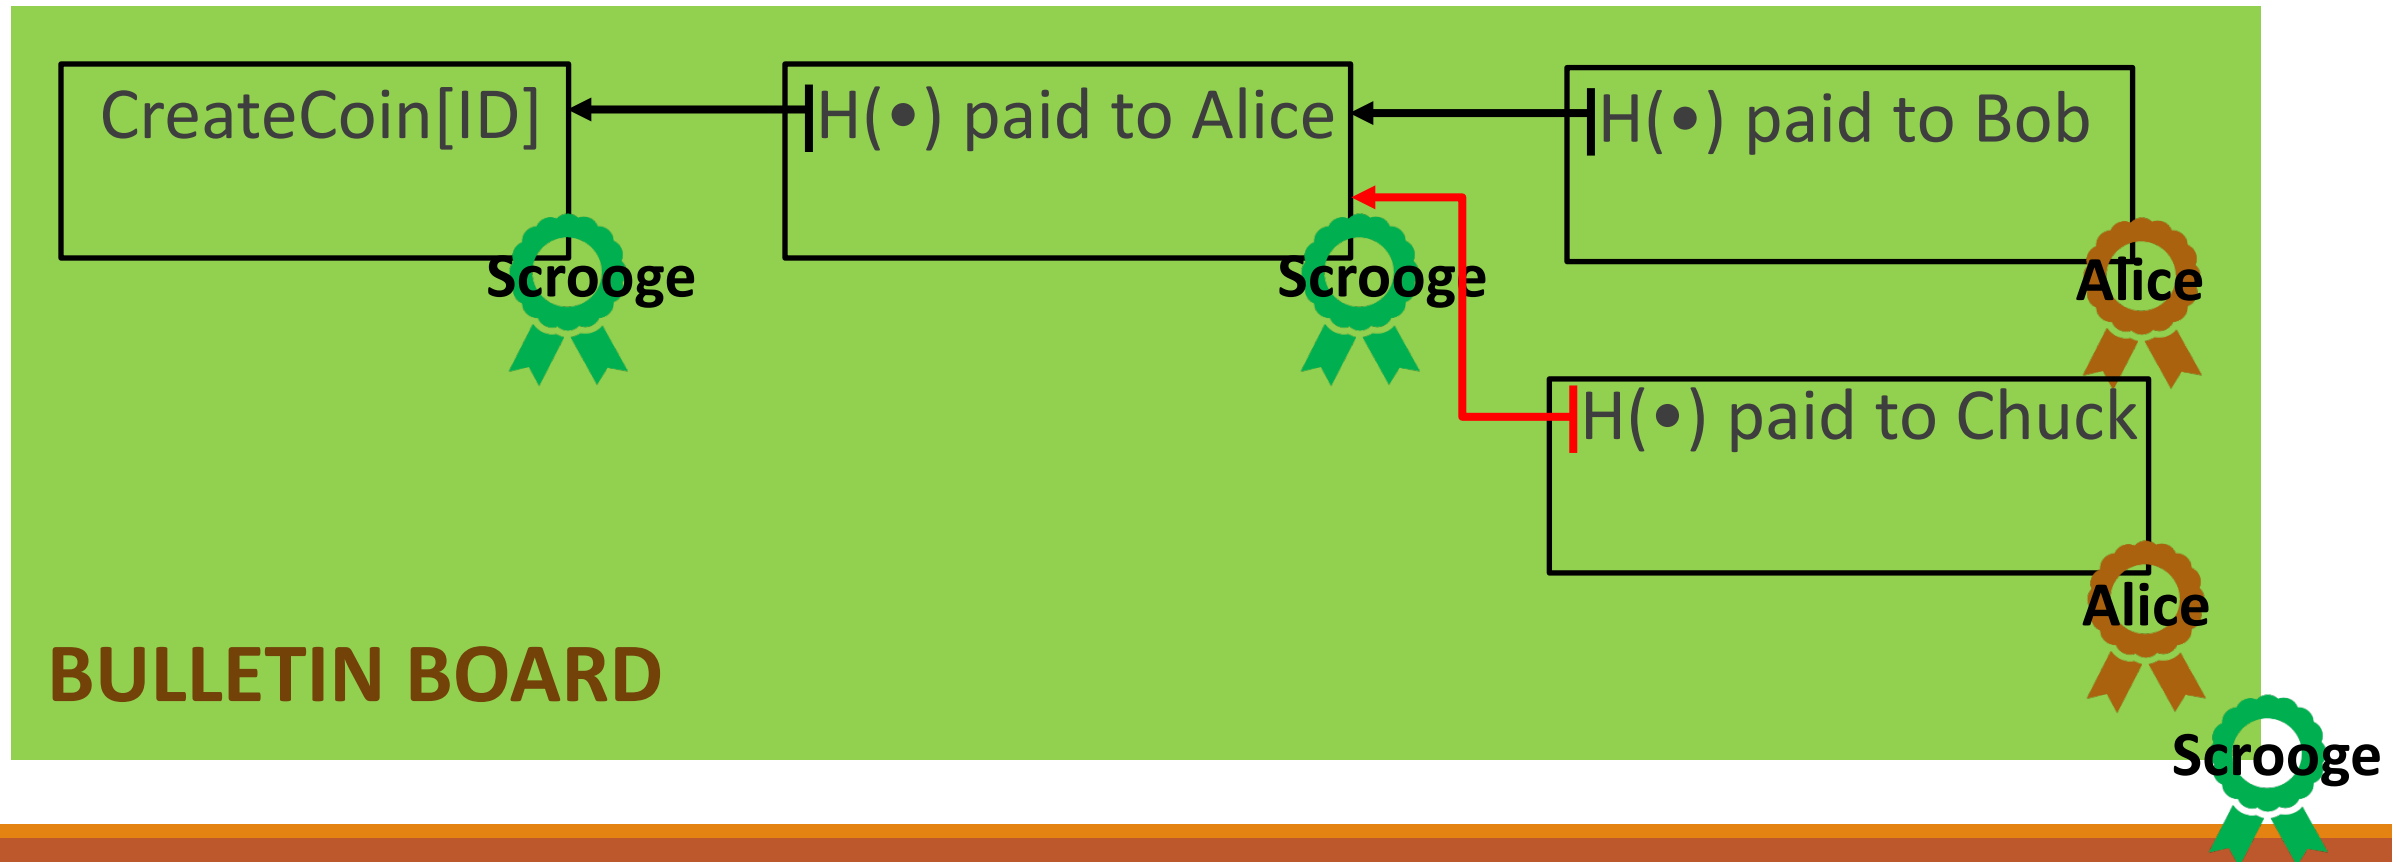 CreateCoin[ID]
H(•) paid to Alice
H(•) paid to Bob
Scrooge
Scrooge
Alice
H(•) paid to Chuck
Alice
BULLETIN BOARD
Scrooge